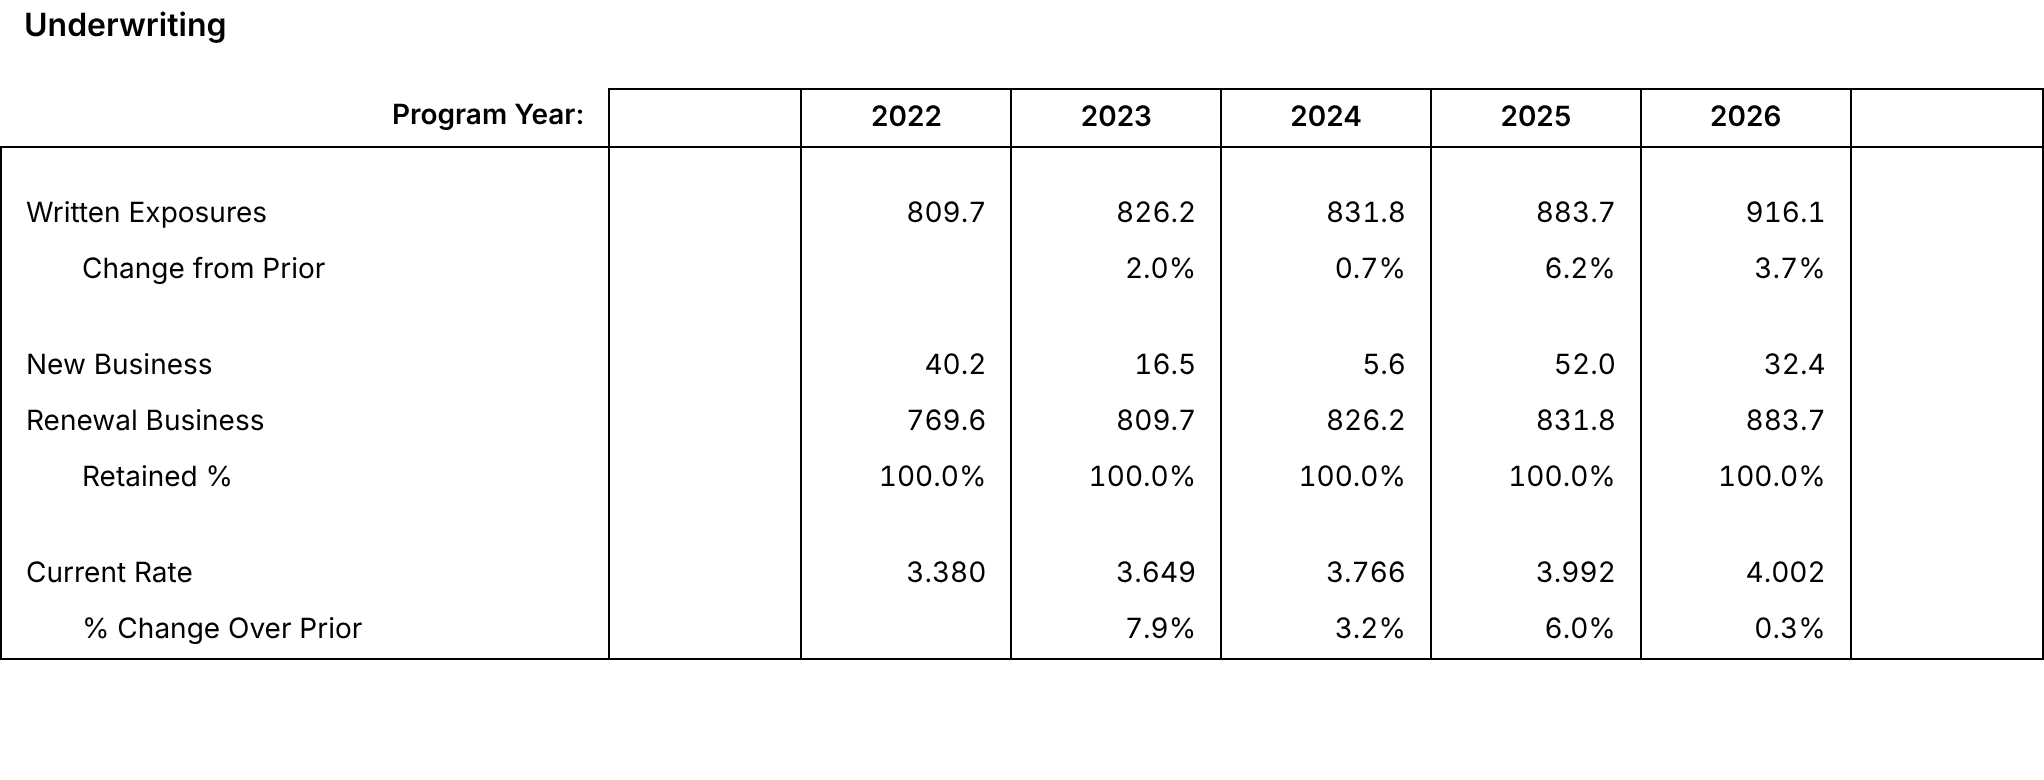 Underwriting
Program Year: 2022 2023 2024 2025 2026
Written Exposures 809.7 826.2 831.8 883.7 916.1
Change from Prior 2.0% 0.7% 6.2% 3.7%
New Business 40.2 16.5 5.6 52.0 32.4
Renewal Business 769.6 809.7 826.2 831.8 883.7
Retained % 100.0% 100.0% 100.0% 100.0% 100.0%
Current Rate 3.380 3.649 3.766 3.992 4.002
% Change Over Prior 7.9% 3.2% 6.0% 0.3%